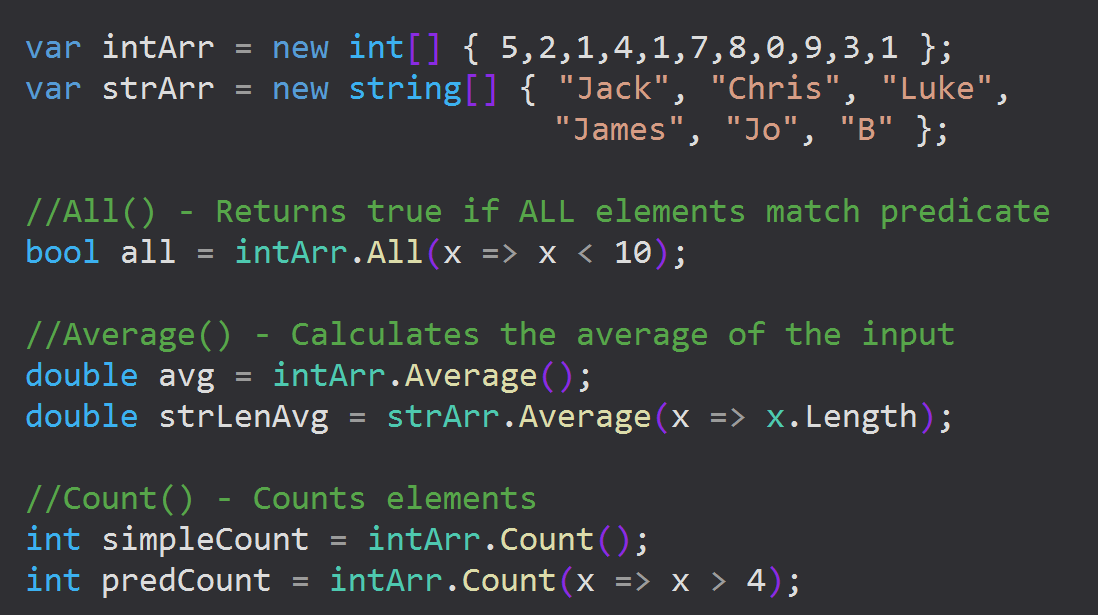 var intArr = new int[] { 5,2,1,4,1,7,8,0,9,3,1 };
var strArr = new string[] { "Jack", "Chris", "Luke",
"James", "Jo", "B" };
//All() - Returns true if ALL elements match predicate
bool all = intArr.All(x => x < 10);
//Average() - Calculates the average of the input
double avg = intArr.Average();
double strLenAvg = strArr.Average(x => x.Length);
//Count() - Counts elements
int simpleCount = intArr.Count();
int predCount = intArr.Count(x => x > 4);